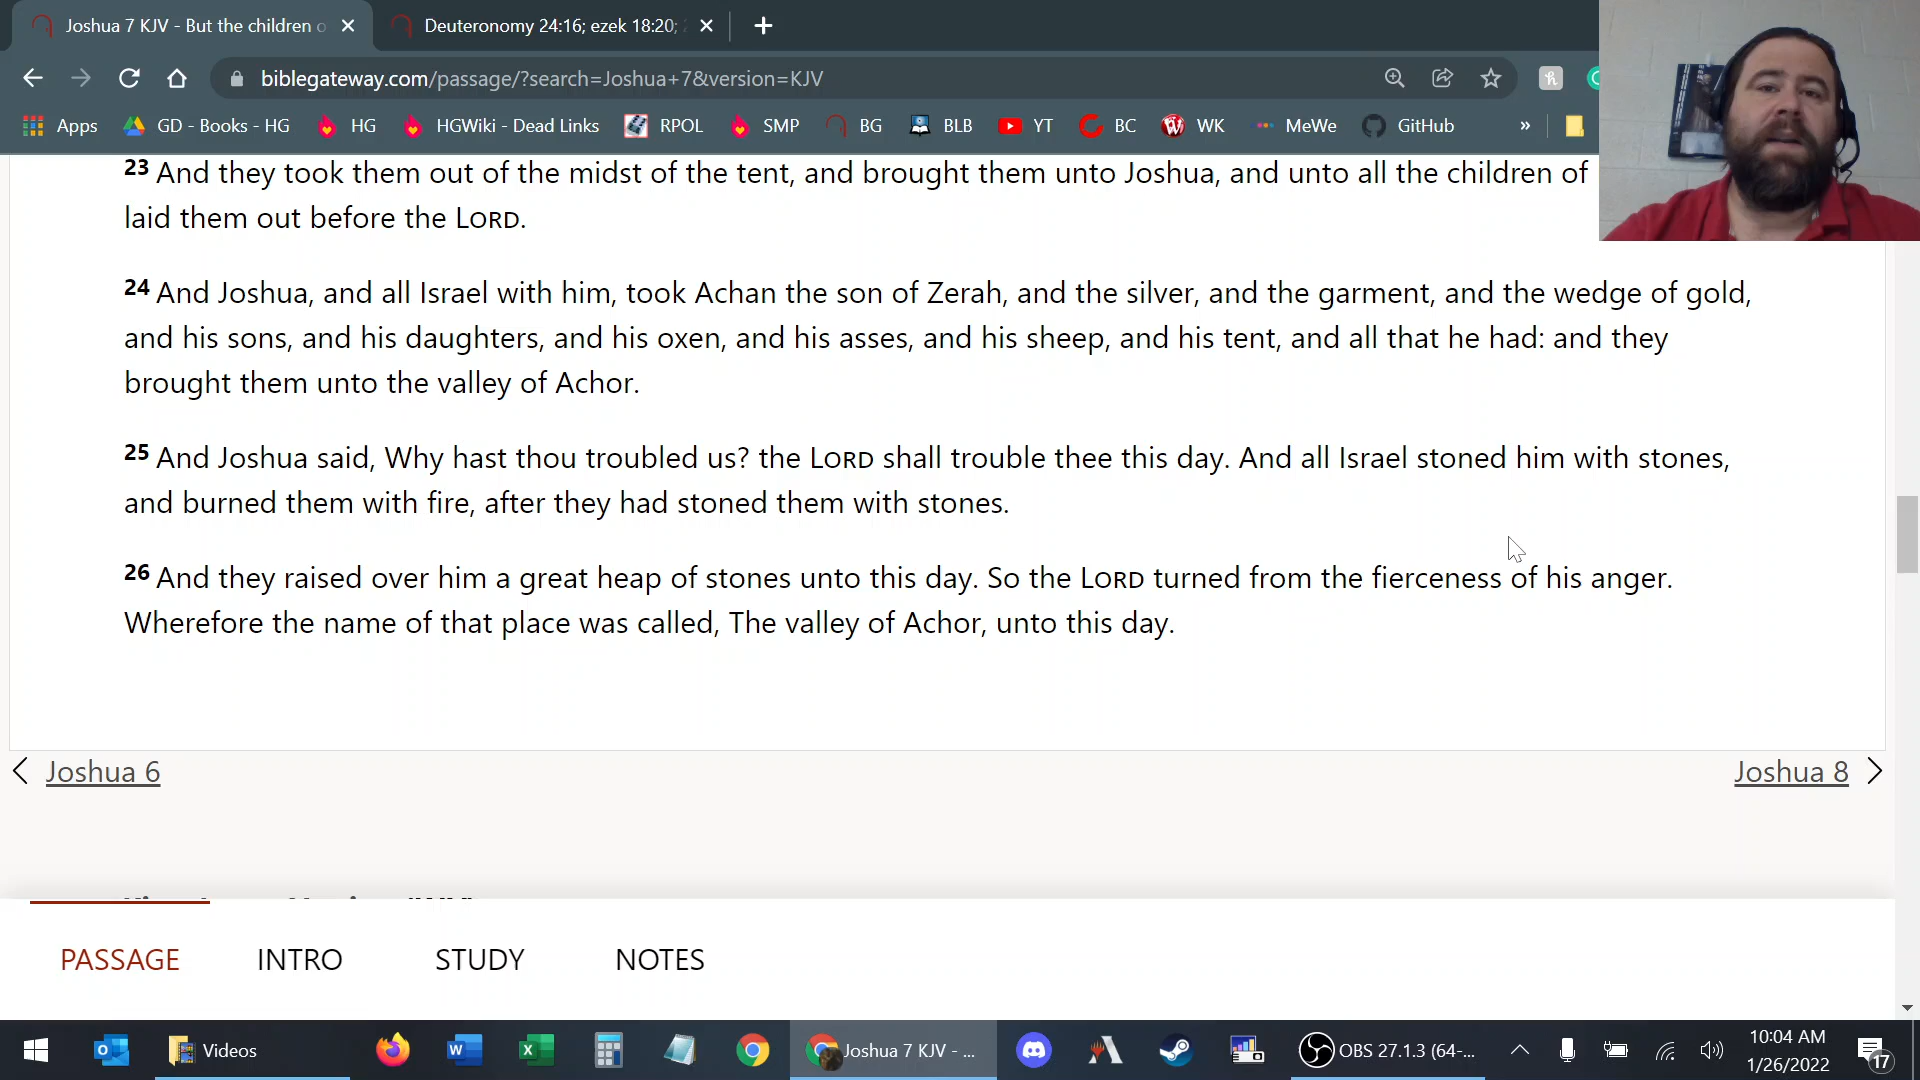 Joshua 7 KJV - But the children o
Deuteronomy 24:16; ezek 18:20;
biblegateway.com/passage/?search=Joshua+7&version=KJV
Apps GD - Books - HG HG HGWiki - Dead Links RPOL SMP BG BLB YT BC WK MeWe GitHub »
23 And they took them out of the midst of the tent, and brought them unto Joshua, and unto all the children of
laid them out before the LORD.
24 And Joshua, and all Israel with him, took Achan the son of Zerah, and the silver, and the garment, and the wedge of gold,
and his sons, and his daughters, and his oxen, and his asses, and his sheep, and his tent, and all that he had: and they
brought them unto the valley of Achor.
25 And Joshua said, Why hast thou troubled us? the LORD shall trouble thee this day. And all Israel stoned him with stones,
and burned them with fire, after they had stoned them with stones.
26 And they raised over him a great heap of stones unto this day. So the LORD turned from the fierceness of his anger.
Wherefore the name of that place was called, The valley of Achor, unto this day.
Joshua 6
Joshua 8
PASSAGE INTRO STUDY NOTES
Videos
Joshua 7 KJV - ...
OBS 27.1.3 (64-...
10:04 AM
1/26/2022
17